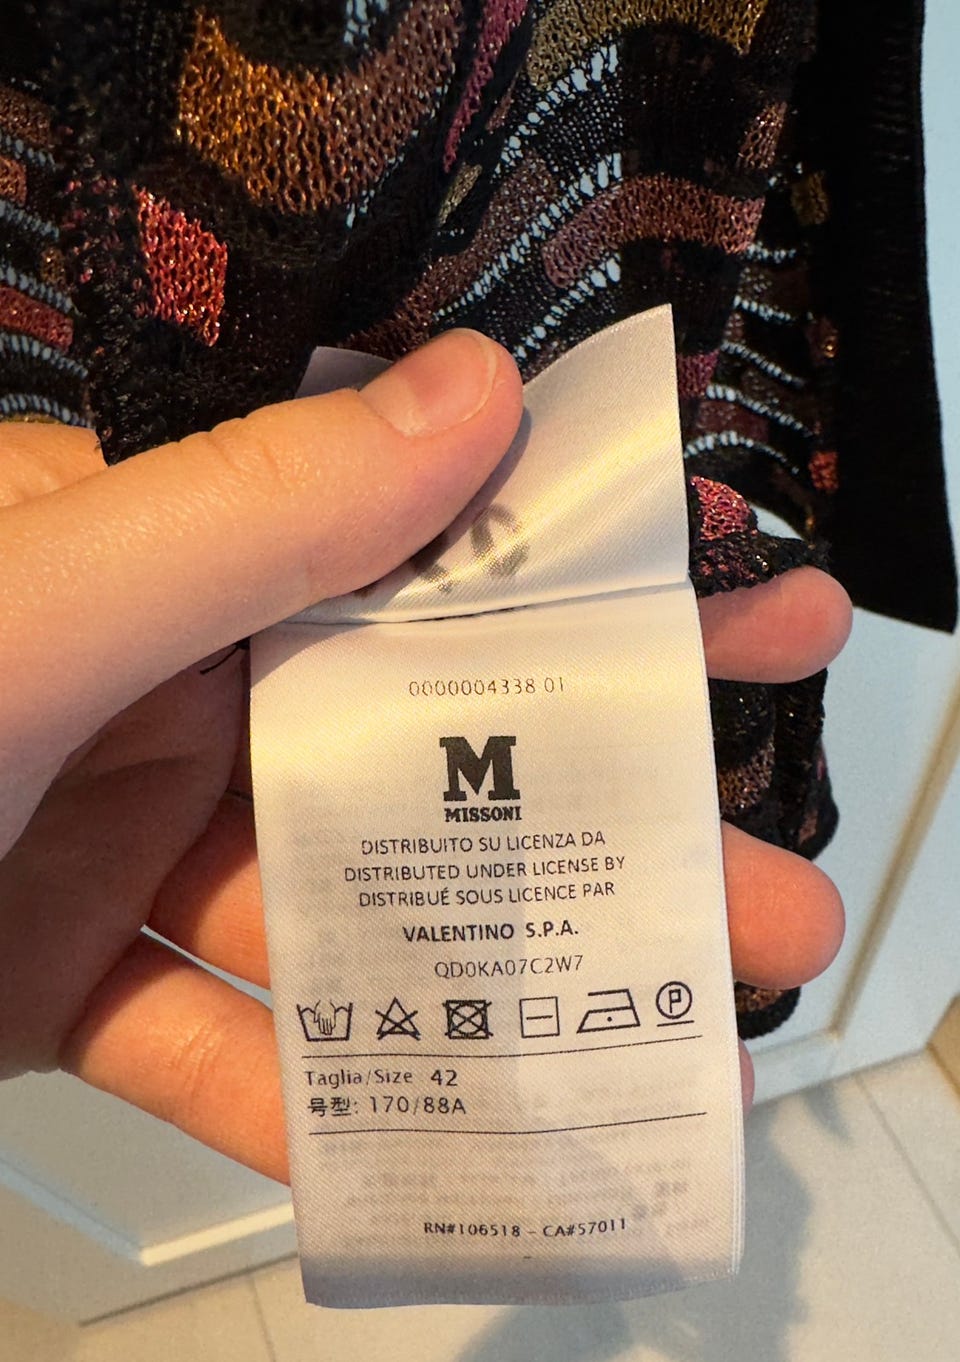 0000004338 01
M
MISSONI
DISTRIBUITO SU LICENZA DA
DISTRIBUTED UNDER LICENSE BY
DISTRIBUÉ SOUS LICENCE PAR
VALENTINO S.P.A.
QD0KA07C2W7
P
Taglia/Size 42
号型: 170/88A
RN#106518 - CA#57011